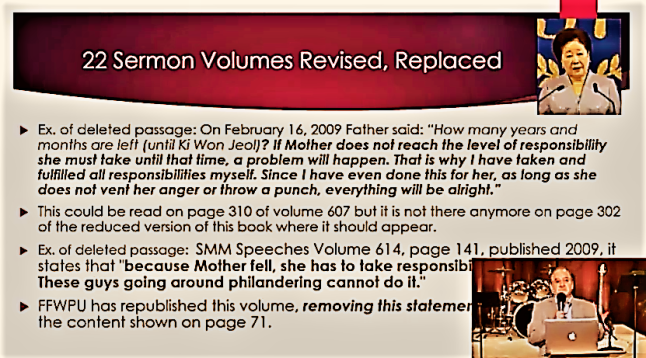 22 Sermon Volumes Revised, Replaced
Ex. of deleted passage: On February 16, 2009 Father said: "How many years and
months are left (until Ki Won Jeol)? If Mother does not reach the level of responsibility
she must take until that time, a problem will happen. That is why I have taken and
fulfilled all responsibilities myself. Since I have even done this for her, as long as she
does not vent her anger or throw a punch, everything will be alright."
This could be read on page 310 of volume 607 but it is not there anymore on page 302
of the reduced version of this book where it should appear.
Ex. of deleted passage: SMM Speeches Volume 614, page 141, published 2009, it
states that "because Mother fell, she has to take responsibi
These guys going around philandering cannot do it."
FFWPU has republished this volume, removing this statemen
the content shown on page 71.